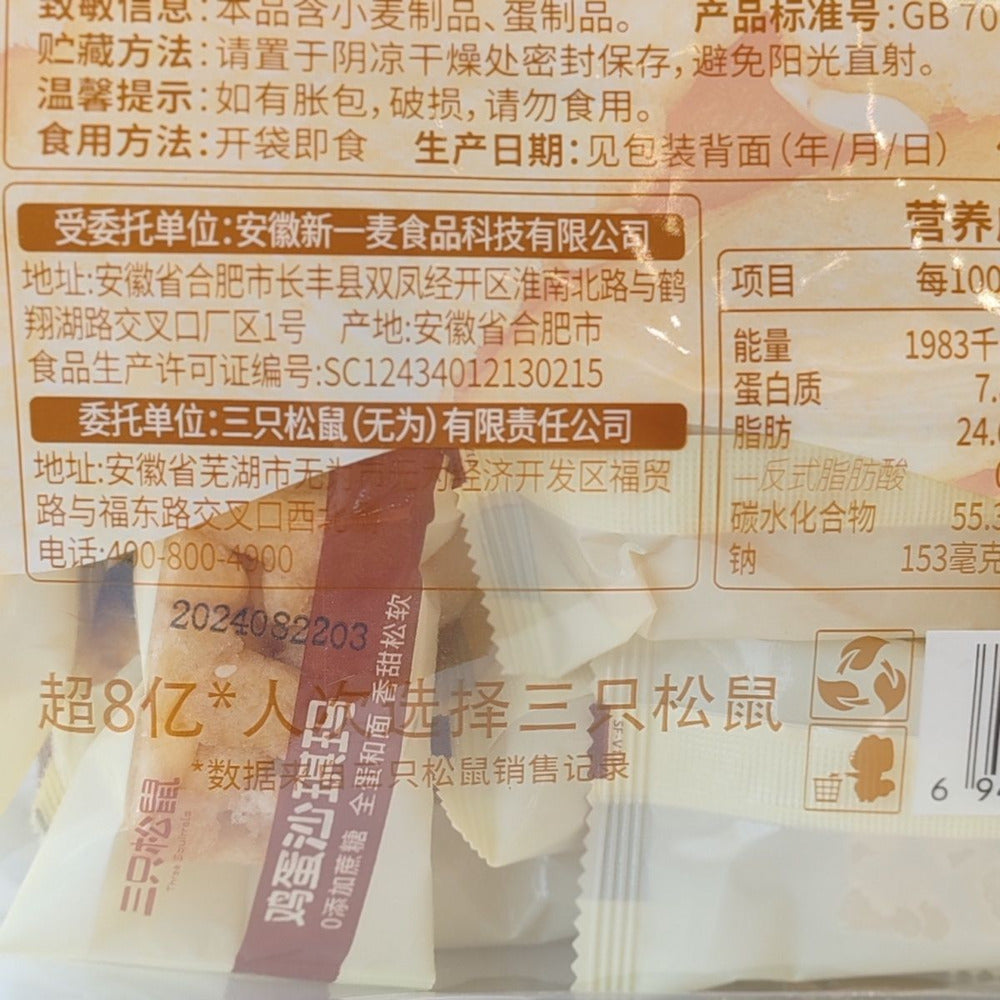 致敏信息:本品含小麦制品、蛋制品。 产品标准号:GB 70
贮藏方法:请置于阴凉干燥处密封保存,避免阳光直射。
温馨提示:如有胀包,破损,请勿食用。
食用方法:开袋即食 生产日期:见包装背面(年/月/日)
受委托单位:安徽新一麦食品科技有限公司
地址:安徽省合肥市长丰县双凤经开区淮南北路与鹤
翔湖路交叉口厂区1号 产地:安徽省合肥市
食品生产许可证编号:SC12434012130215
委托单位:三只松鼠(无为)有限责任公司
地址:安徽省芜湖市无 经济开发区福贸
路与福东路交叉口西
电话:400-800-4900
营养
项目 每100
能量 1983千
蛋白质 7.
脂肪 24.
—反式脂肪酸
碳水化合物 55.3
钠 153毫克
2024082203
超8亿*人次选择三只松鼠
*数据来自三只松鼠销售记录
三只松鼠
Three Squirrels
鸡蛋沙琪玛
0添加蔗糖 全蛋和面 香甜松软
6 94